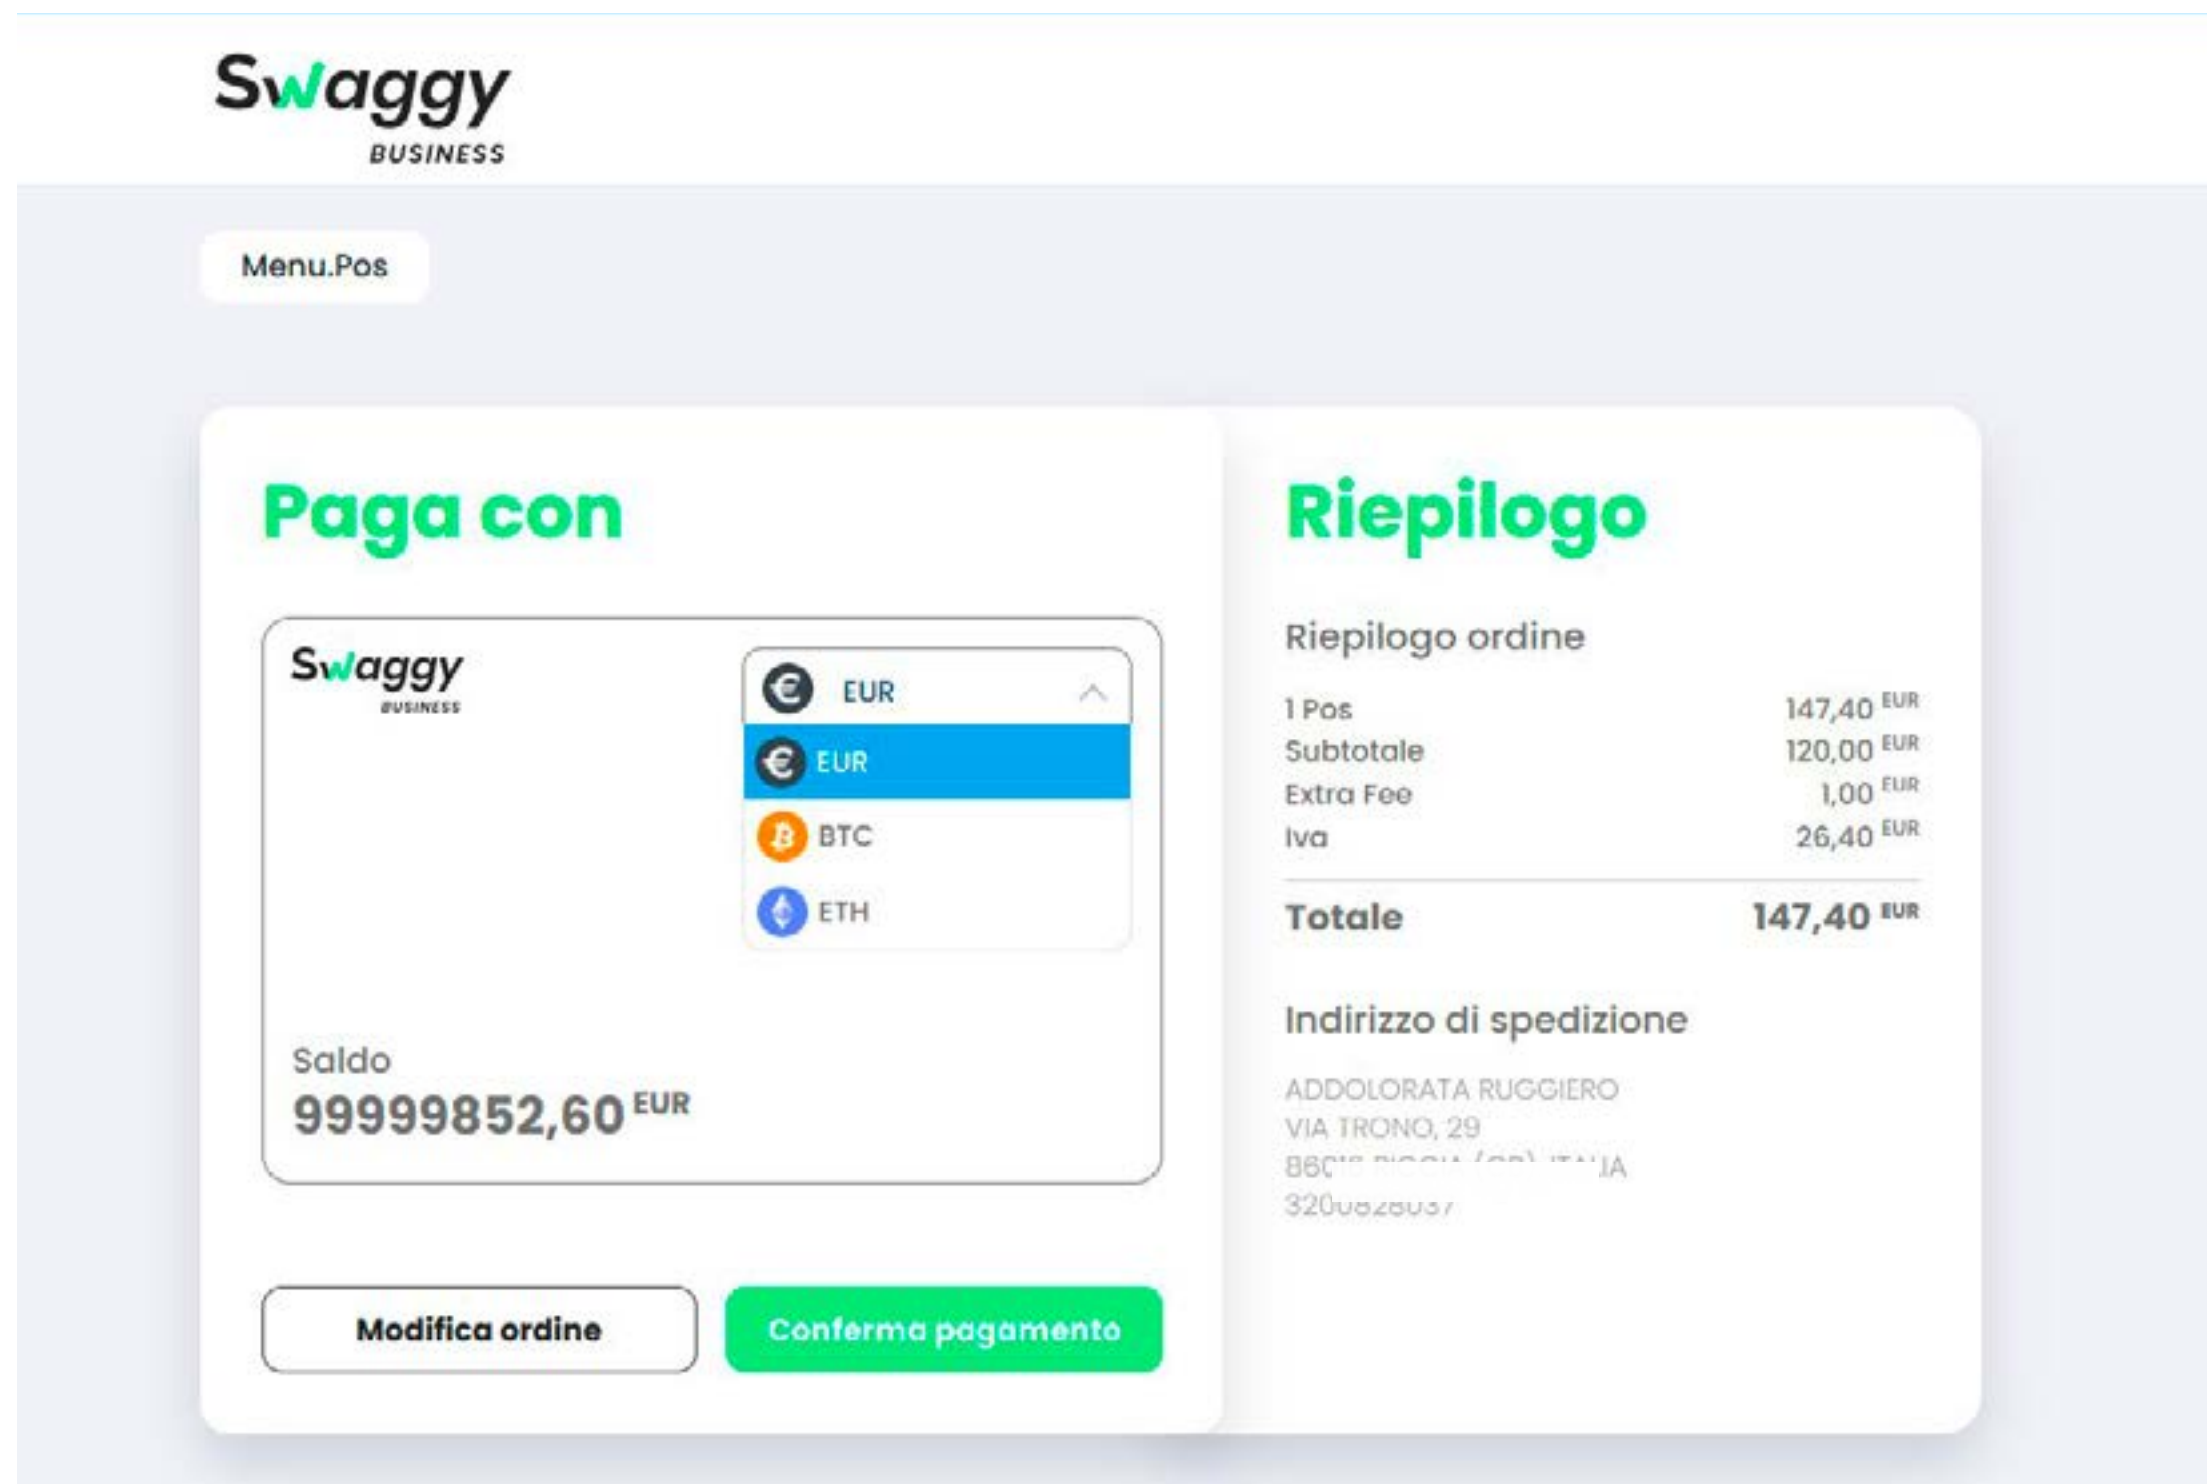 Swaggy
BUSINESS
Menu.Pos
Paga con
Swaggy
BUSINESS
EUR
EUR
BTC
ETH
Saldo
99999852,60 EUR
Modifica ordine
Conferma pagamento
Riepilogo
Riepilogo ordine
1 Pos 147,40 EUR
Subtotale 120,00 EUR
Extra Fee 1,00 EUR
Iva 26,40 EUR
Totale 147,40 EUR
Indirizzo di spedizione
ADDOLORATA RUGGIERO
VIA TRONO, 29